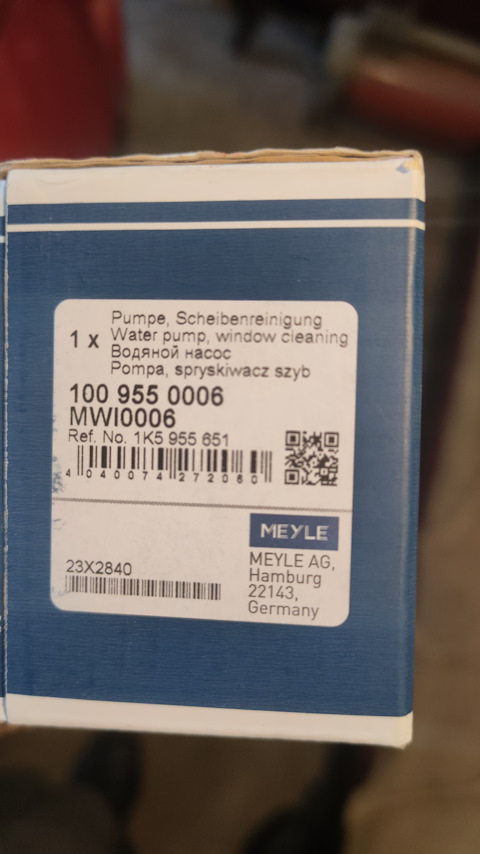 1 x
Pumpe, Scheibenreinigung
Water pump, window cleaning
Водяной насос
Pompa, spryskiwacz szyb
100 955 0006
MWI0006
Ref. No. 1K5 955 651
4 040074 272060
MEYLE
23X2840
MEYLE AG,
Hamburg
22143,
Germany